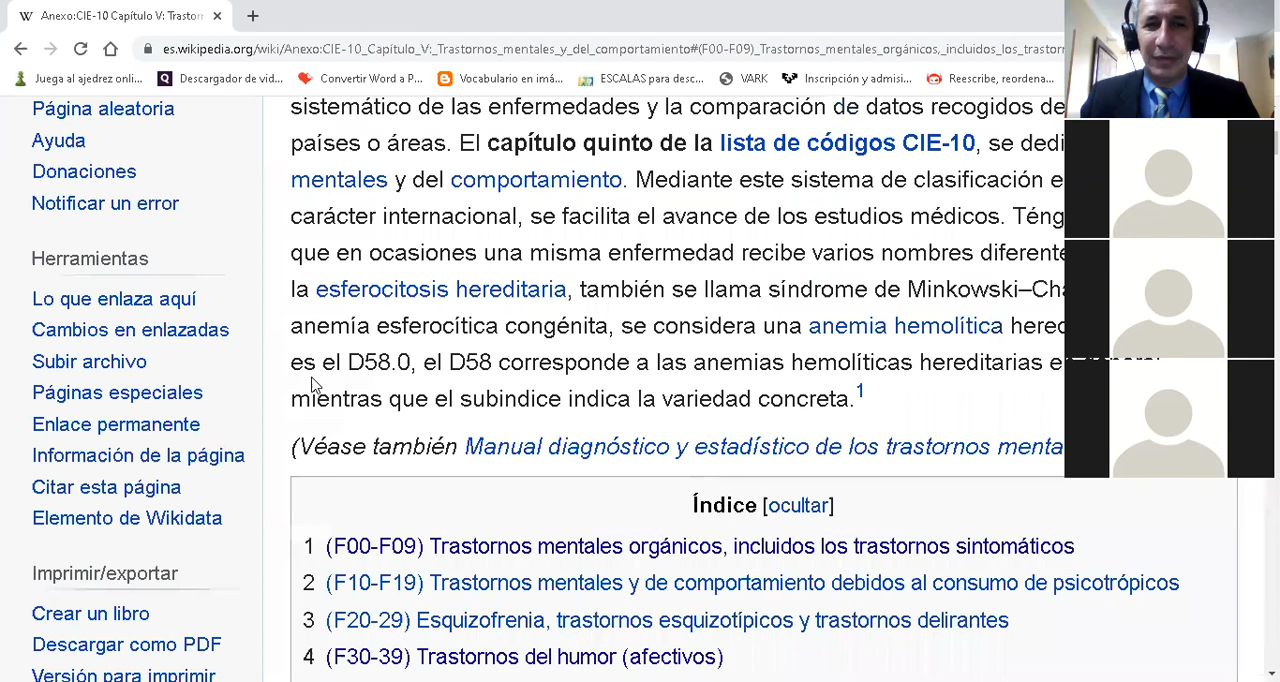 Anexo:CIE-10 Capítulo V: Trastor
es.wikipedia.org/wiki/Anexo:CIE-10_Capítulo_V:_Trastornos_mentales_y_del_comportamiento#(F00-F09)_Trastornos_mentales_orgánicos,_incluidos_los_trastorn
Juega al ajedrez onli... Descargador de vid... Convertir Word a P... Vocabulario en imá... ESCALAS para desc... VARK Inscripción y admisi... Reescribe, reordena...
Página aleatoria
Ayuda
Donaciones
Notificar un error
Herramientas
Lo que enlaza aquí
Cambios en enlazadas
Subir archivo
Páginas especiales
Enlace permanente
Información de la página
Citar esta página
Elemento de Wikidata
Imprimir/exportar
Crear un libro
Descargar como PDF
Versión para imprimir
sistemático de las enfermedades y la comparación de datos recogidos de
países o áreas. El capítulo quinto de la lista de códigos CIE-10, se dedi
mentales y del comportamiento. Mediante este sistema de clasificación e
carácter internacional, se facilita el avance de los estudios médicos. Téng
que en ocasiones una misma enfermedad recibe varios nombres diferente
la esferocitosis hereditaria, también se llama síndrome de Minkowski–Cha
anemía esferocítica congénita, se considera una anemia hemolítica hered
es el D58.0, el D58 corresponde a las anemias hemolíticas hereditarias en general
mientras que el subindice indica la variedad concreta.1
(Véase también Manual diagnóstico y estadístico de los trastornos menta
Índice [ocultar]
1 (F00-F09) Trastornos mentales orgánicos, incluidos los trastornos sintomáticos
2 (F10-F19) Trastornos mentales y de comportamiento debidos al consumo de psicotrópicos
3 (F20-29) Esquizofrenia, trastornos esquizotípicos y trastornos delirantes
4 (F30-39) Trastornos del humor (afectivos)